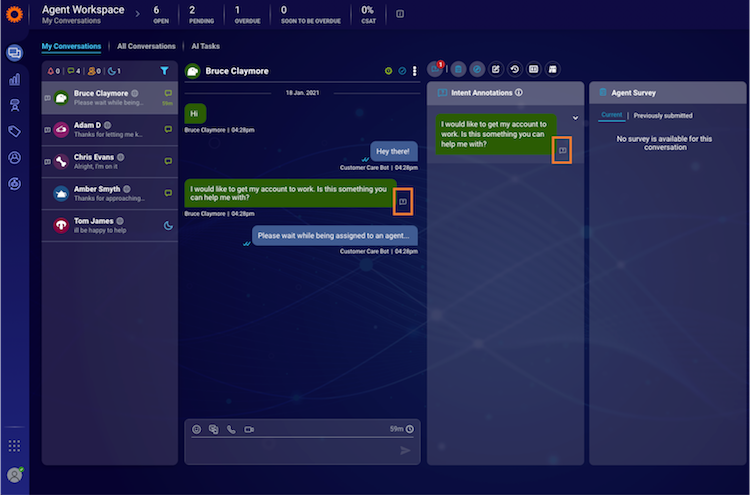 Agent Workspace
My Conversations
6
OPEN
2
PENDING
1
OVERDUE
0
SOON TO BE OVERDUE
0%
CSAT
My Conversations
All Conversations
AI Tasks
0
4
0
1
Bruce Claymore
Please wait while being...
59m
Adam D
Thanks for letting me k...
Chris Evans
Alright, I'm on it
Amber Smyth
Thanks for approaching...
Tom James
ill be happy to help
Bruce Claymore
18 Jan. 2021
Hi
Bruce Claymore | 04:28pm
Hey there!
Customer Care Bot | 04:28pm
I would like to get my account to work. Is this something you
can help me with?
Bruce Claymore | 04:28pm
Please wait while being assigned to an agent...
Customer Care Bot | 04:28pm
59m
1
Intent Annotations
I would like to get my account to
work. Is this something you can
help me with?
Agent Survey
Current
Previously submitted
No survey is available for this
conversation